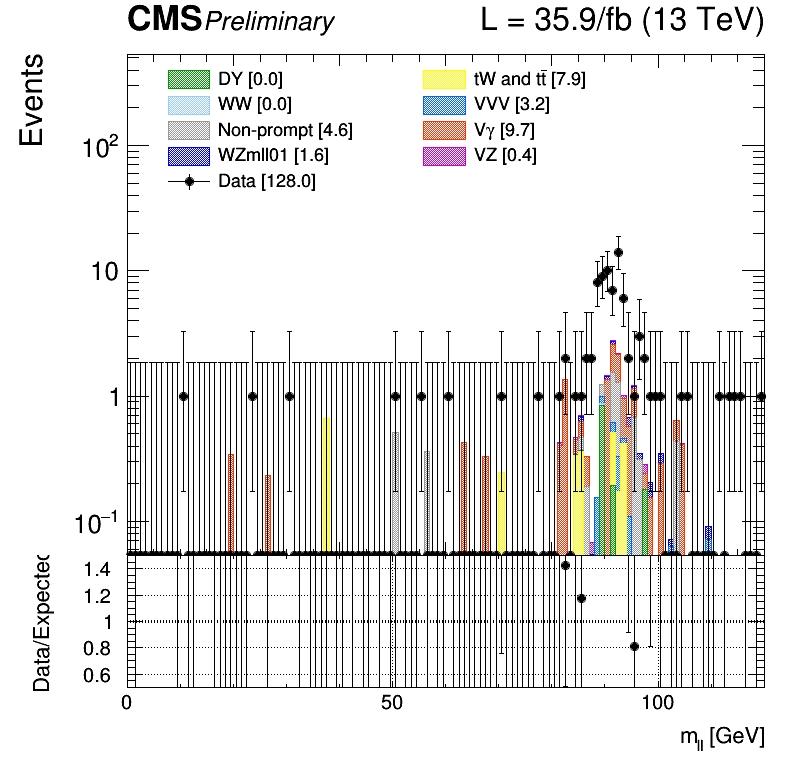 CMS Preliminary L = 35.9/fb (13 TeV)
Events
DY [0.0] tW and tt̄ [7.9]
WW [0.0] VVV [3.2]
Non-prompt [4.6] Vγ [9.7]
WZmll01 [1.6] VZ [0.4]
Data [128.0]
10²
10
1
10⁻¹
Data/Expected
1.4
1.2
1
0.8
0.6
0 50 100
m_ll [GeV]